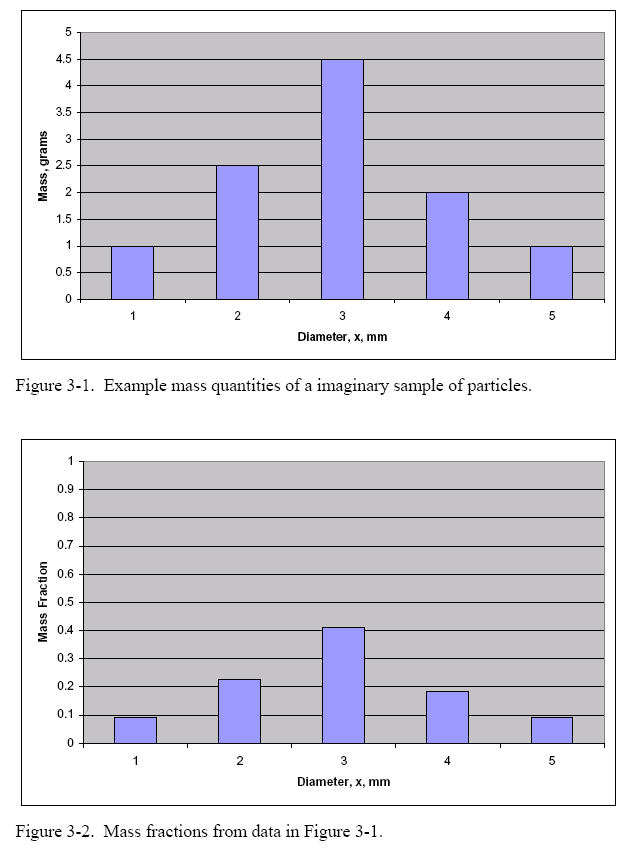 5
4.5
4
3.5
3
2.5
2
1.5
1
0.5
0
Mass, grams
1 2 3 4 5
Diameter, x, mm
Figure 3-1. Example mass quantities of a imaginary sample of particles.
1
0.9
0.8
0.7
0.6
0.5
0.4
0.3
0.2
0.1
0
Mass Fraction
1 2 3 4 5
Diameter, x, mm
Figure 3-2. Mass fractions from data in Figure 3-1.